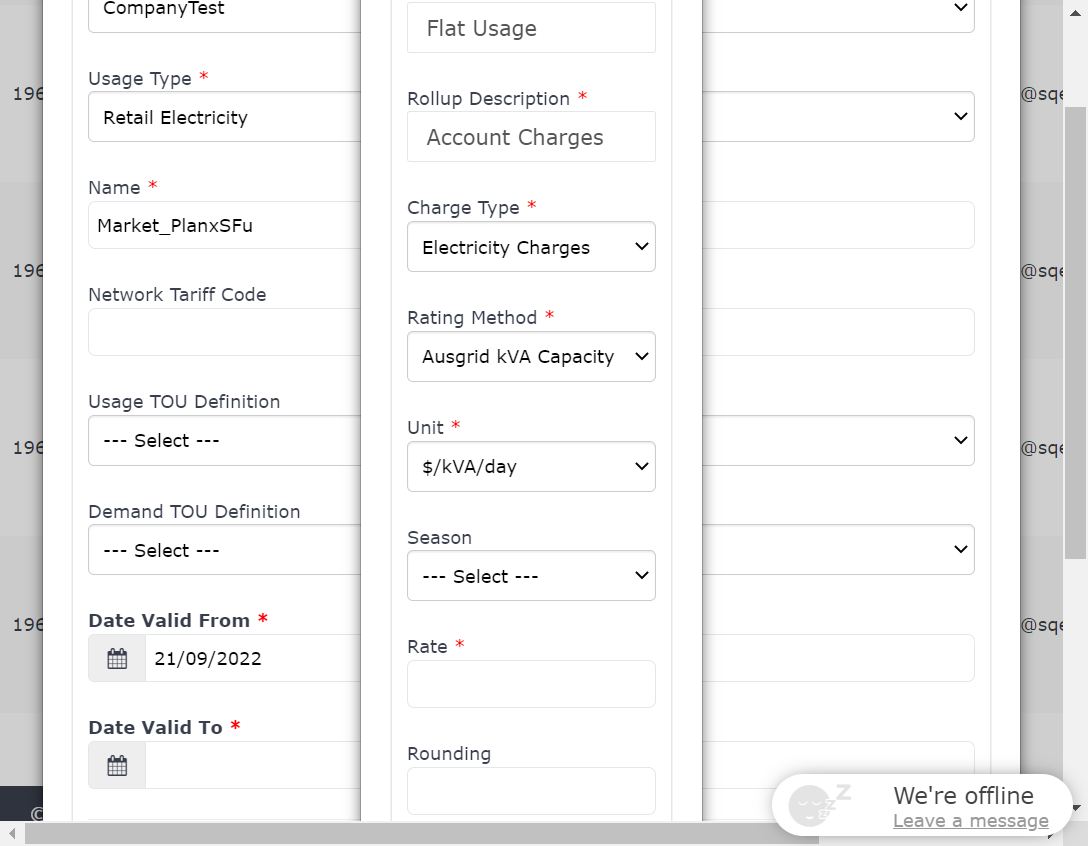 CompanyTest
Flat Usage
Usage Type *
Rollup Description *
196
@sqe
Retail Electricity
Account Charges
Name *
Charge Type *
Market_PlanxSFu
Electricity Charges
196
@sqe
Network Tariff Code
Rating Method *
Ausgrid kVA Capacity
Usage TOU Definition
Unit *
--- Select ---
196
@sqe
$/kVA/day
Demand TOU Definition
Season
--- Select ---
--- Select ---
Date Valid From *
196
@sqe
Rate *
21/09/2022
Date Valid To *
Rounding
We're offline
Leave a message
©